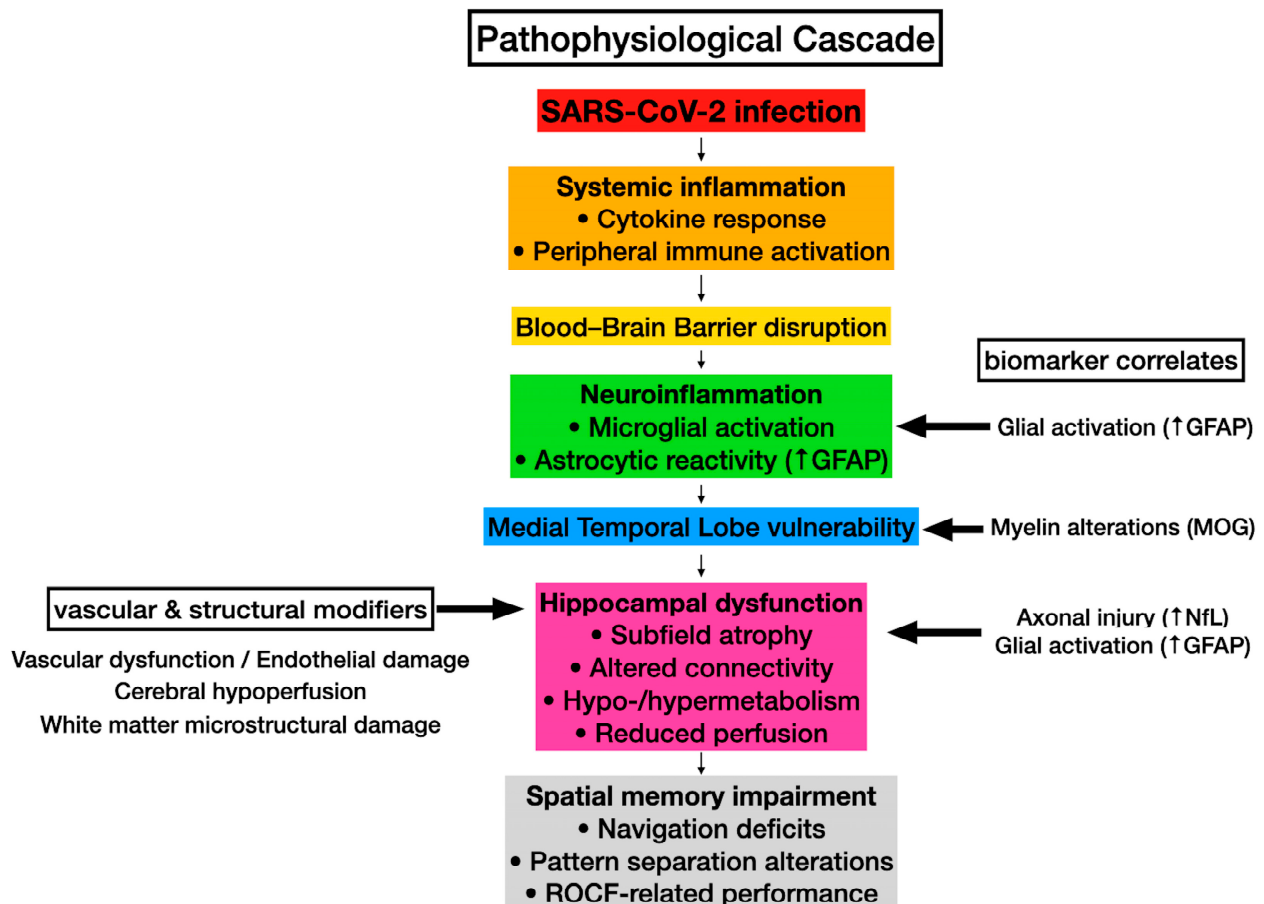 Pathophysiological Cascade
SARS-CoV-2 infection
Systemic inflammation
• Cytokine response
• Peripheral immune activation
Blood–Brain Barrier disruption
biomarker correlates
Neuroinflammation
• Microglial activation
• Astrocytic reactivity (↑GFAP)
Glial activation (↑GFAP)
Medial Temporal Lobe vulnerability
Myelin alterations (MOG)
vascular & structural modifiers
Vascular dysfunction / Endothelial damage
Cerebral hypoperfusion
White matter microstructural damage
Hippocampal dysfunction
• Subfield atrophy
• Altered connectivity
• Hypo-/hypermetabolism
• Reduced perfusion
Axonal injury (↑NfL)
Glial activation (↑GFAP)
Spatial memory impairment
• Navigation deficits
• Pattern separation alterations
• ROCF-related performance